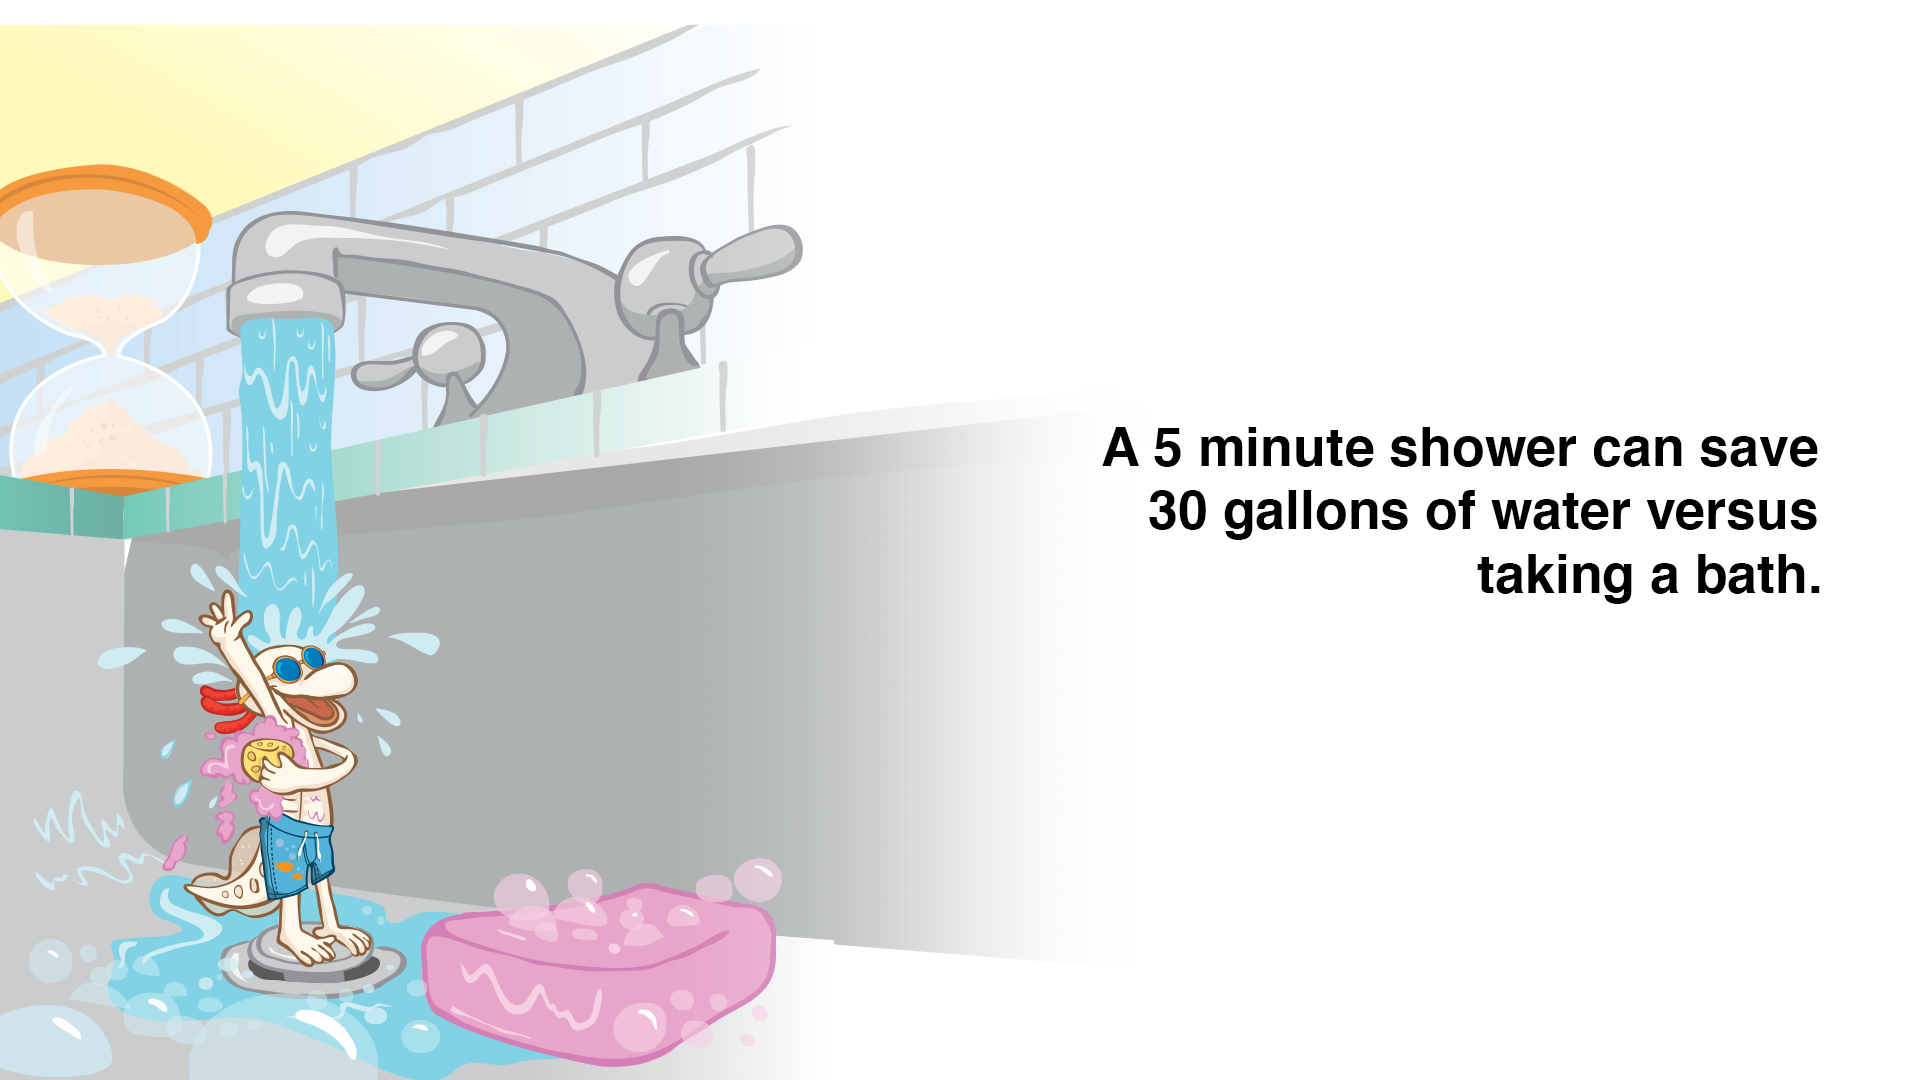 A 5 minute shower can save
30 gallons of water versus
taking a bath.